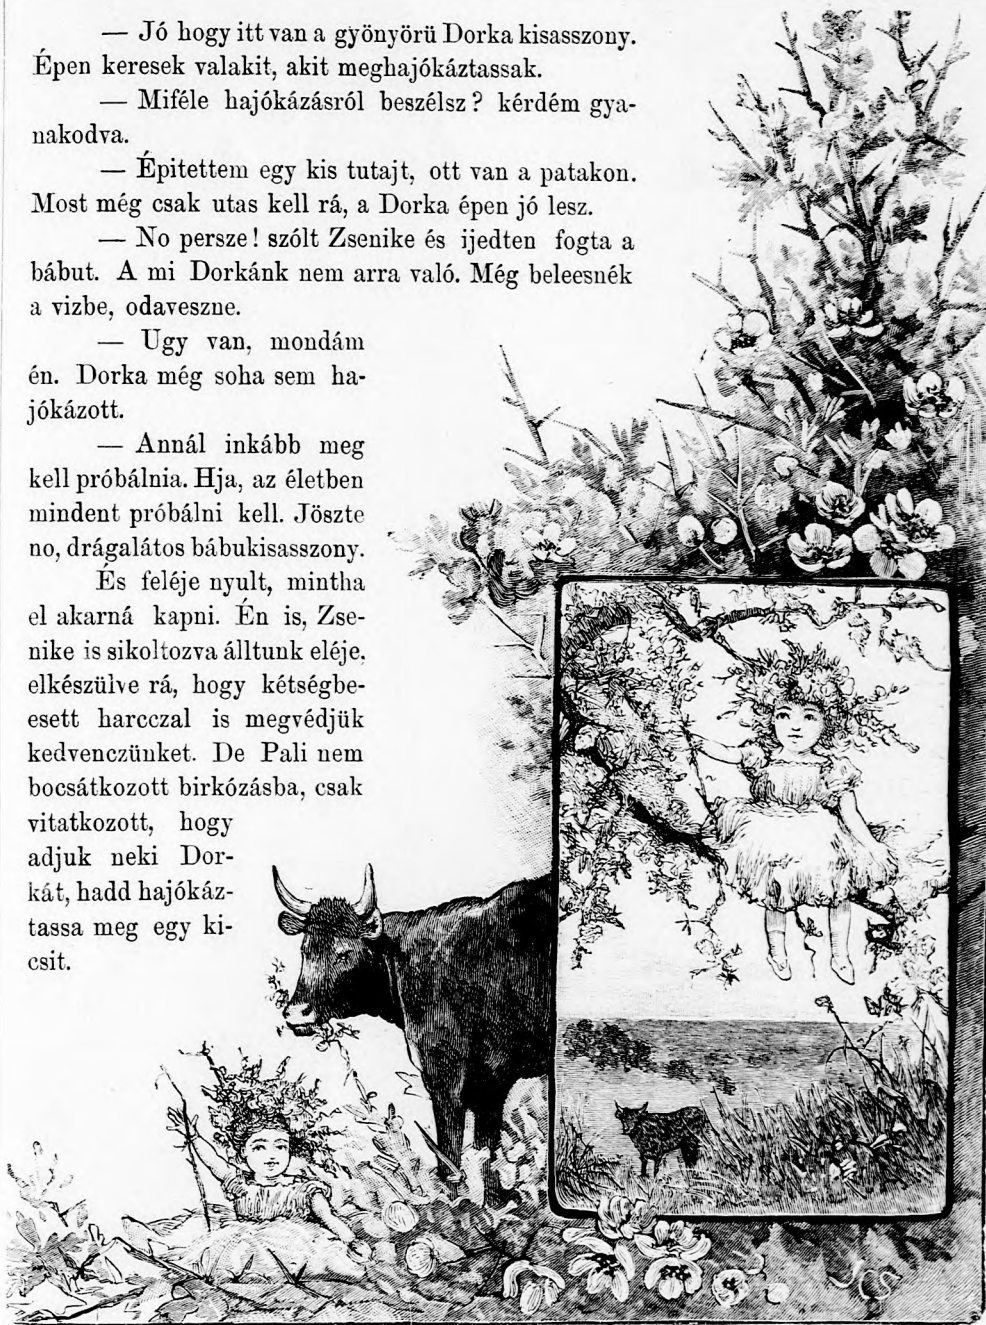 — Jó hogy itt van a gyönyörü Dorka kisasszony.
Épen keresek valakit, akit meghajókáztassak.
— Miféle hajókázásról beszélsz? kérdém gya-
nakodva.
— Épitettem egy kis tutajt, ott van a patakon.
Most még csak utas kell rá, a Dorka épen jó lesz.
— No persze! szólt Zsenike és ijedten fogta a
bábut. A mi Dorkánk nem arra való. Még beleesnék
a vizbe, odaveszne.
— Ugy van, mondám
én. Dorka még soha sem ha-
jókázott.
— Annál inkább meg
kell próbálnia. Hja, az életben
mindent próbálni kell. Jöszte
no, drágalátos bábukisasszony.
És feléje nyult, mintha
el akarná kapni. Én is, Zse-
nike is sikoltozva álltunk eléje,
elkészülve rá, hogy kétségbe-
esett harcczal is megvédjük
kedvenczünket. De Pali nem
bocsátkozott birkózásba, csak
vitatkozott, hogy
adjuk neki Dor-
kát, hadd hajókáz-
tassa meg egy ki-
csit.